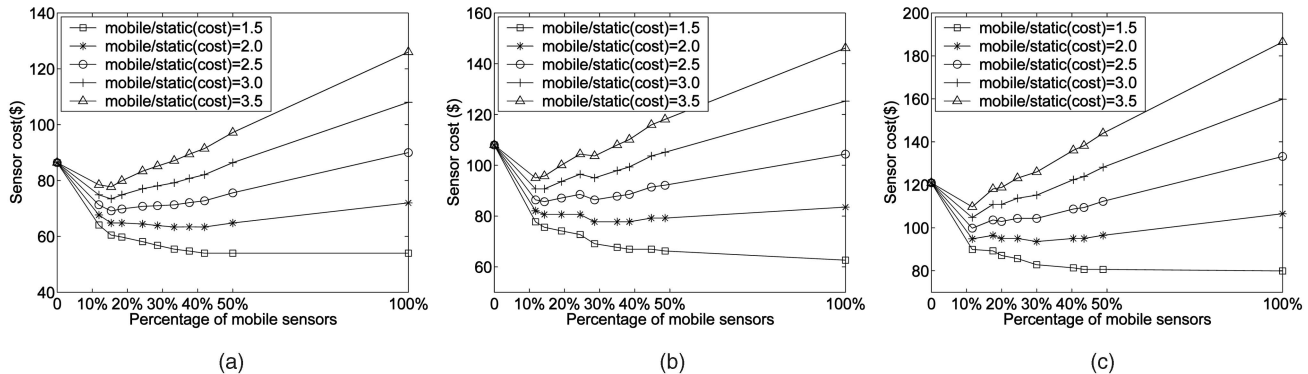 140
120
100
80
60
40
Sensor cost($)
mobile/static(cost)=1.5
mobile/static(cost)=2.0
mobile/static(cost)=2.5
mobile/static(cost)=3.0
mobile/static(cost)=3.5
0 10% 20% 30% 40% 50% 100%
Percentage of mobile sensors
(a)
160
140
120
100
80
60
Sensor cost ($)
mobile/static(cost)=1.5
mobile/static(cost)=2.0
mobile/static(cost)=2.5
mobile/static(cost)=3.0
mobile/static(cost)=3.5
0 10% 20% 30% 40% 50% 100%
Percentage of mobile sensors
(b)
200
180
160
140
120
100
80
Sensor cost($)
mobile/static(cost)=1.5
mobile/static(cost)=2.0
mobile/static(cost)=2.5
mobile/static(cost)=3.0
mobile/static(cost)=3.5
0 10% 20% 30% 40% 50% 100%
Percentage of mobile sensors
(c)